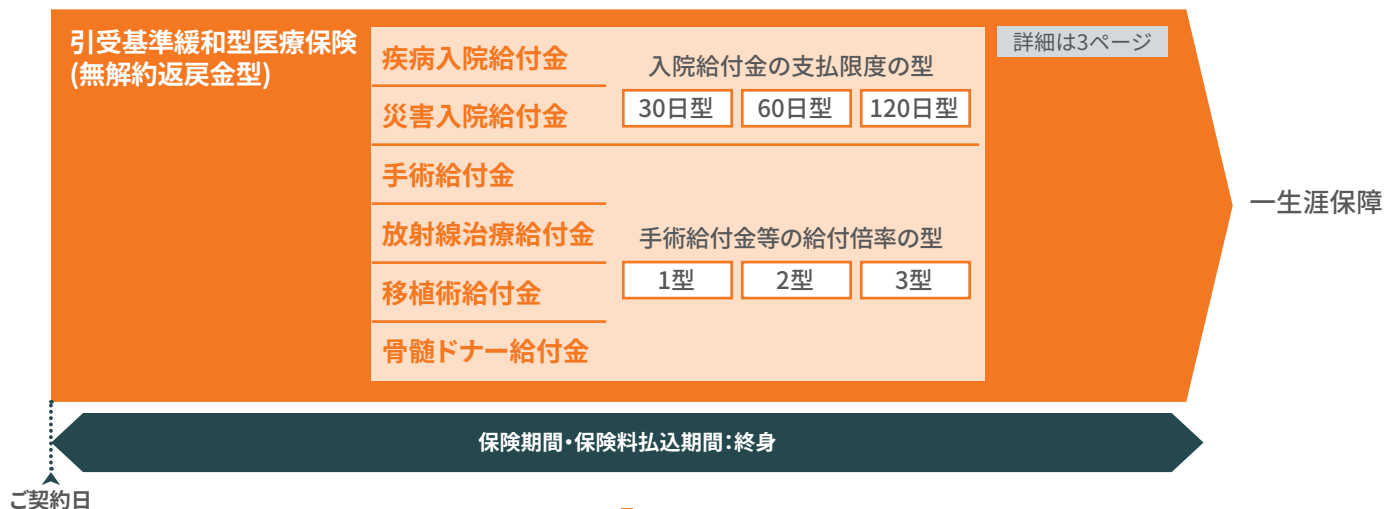 引受基準緩和型医療保険
(無解約返戻金型)
疾病入院給付金
災害入院給付金
手術給付金
放射線治療給付金
移植術給付金
骨髄ドナー給付金
入院給付金の支払限度の型
30日型 60日型 120日型
手術給付金等の給付倍率の型
1型 2型 3型
詳細は3ページ
一生涯保障
保険期間・保険料払込期間：終身
ご契約日